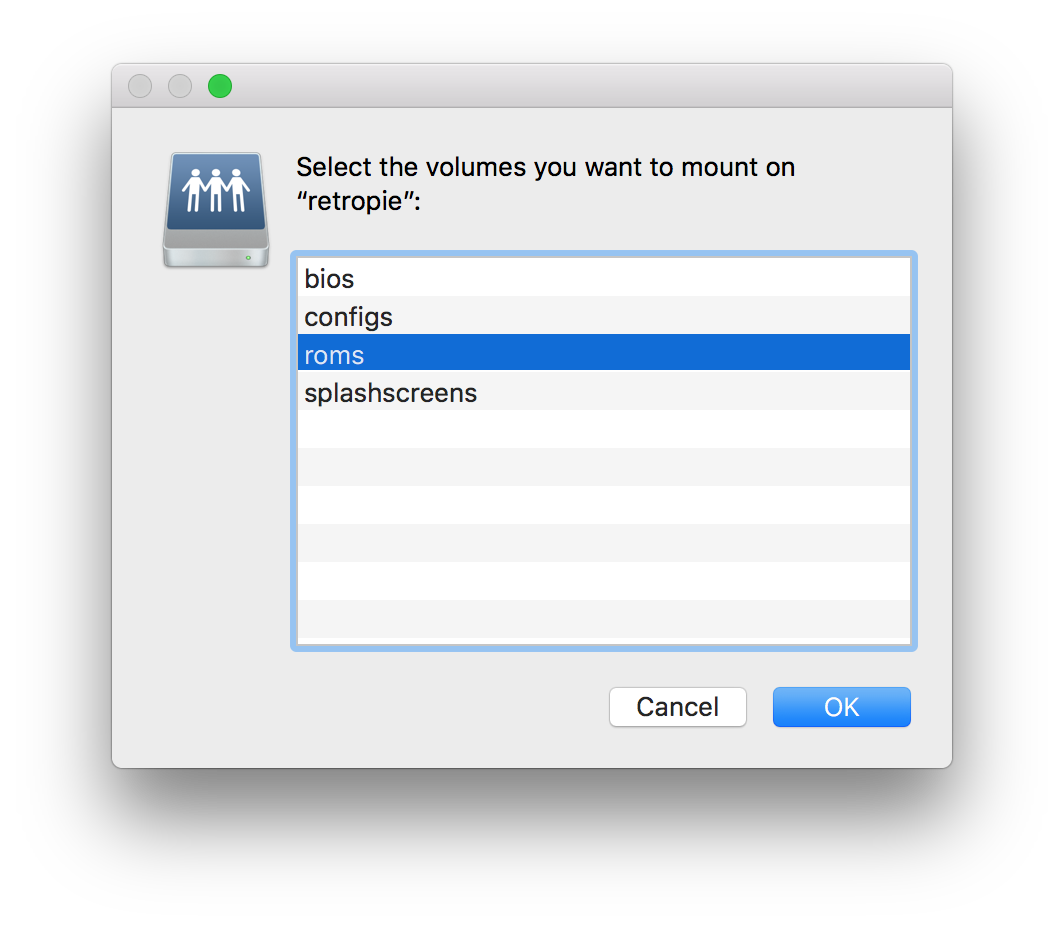 Select the volumes you want to mount on
“retropie”:
bios
configs
roms
splashscreens
Cancel
OK